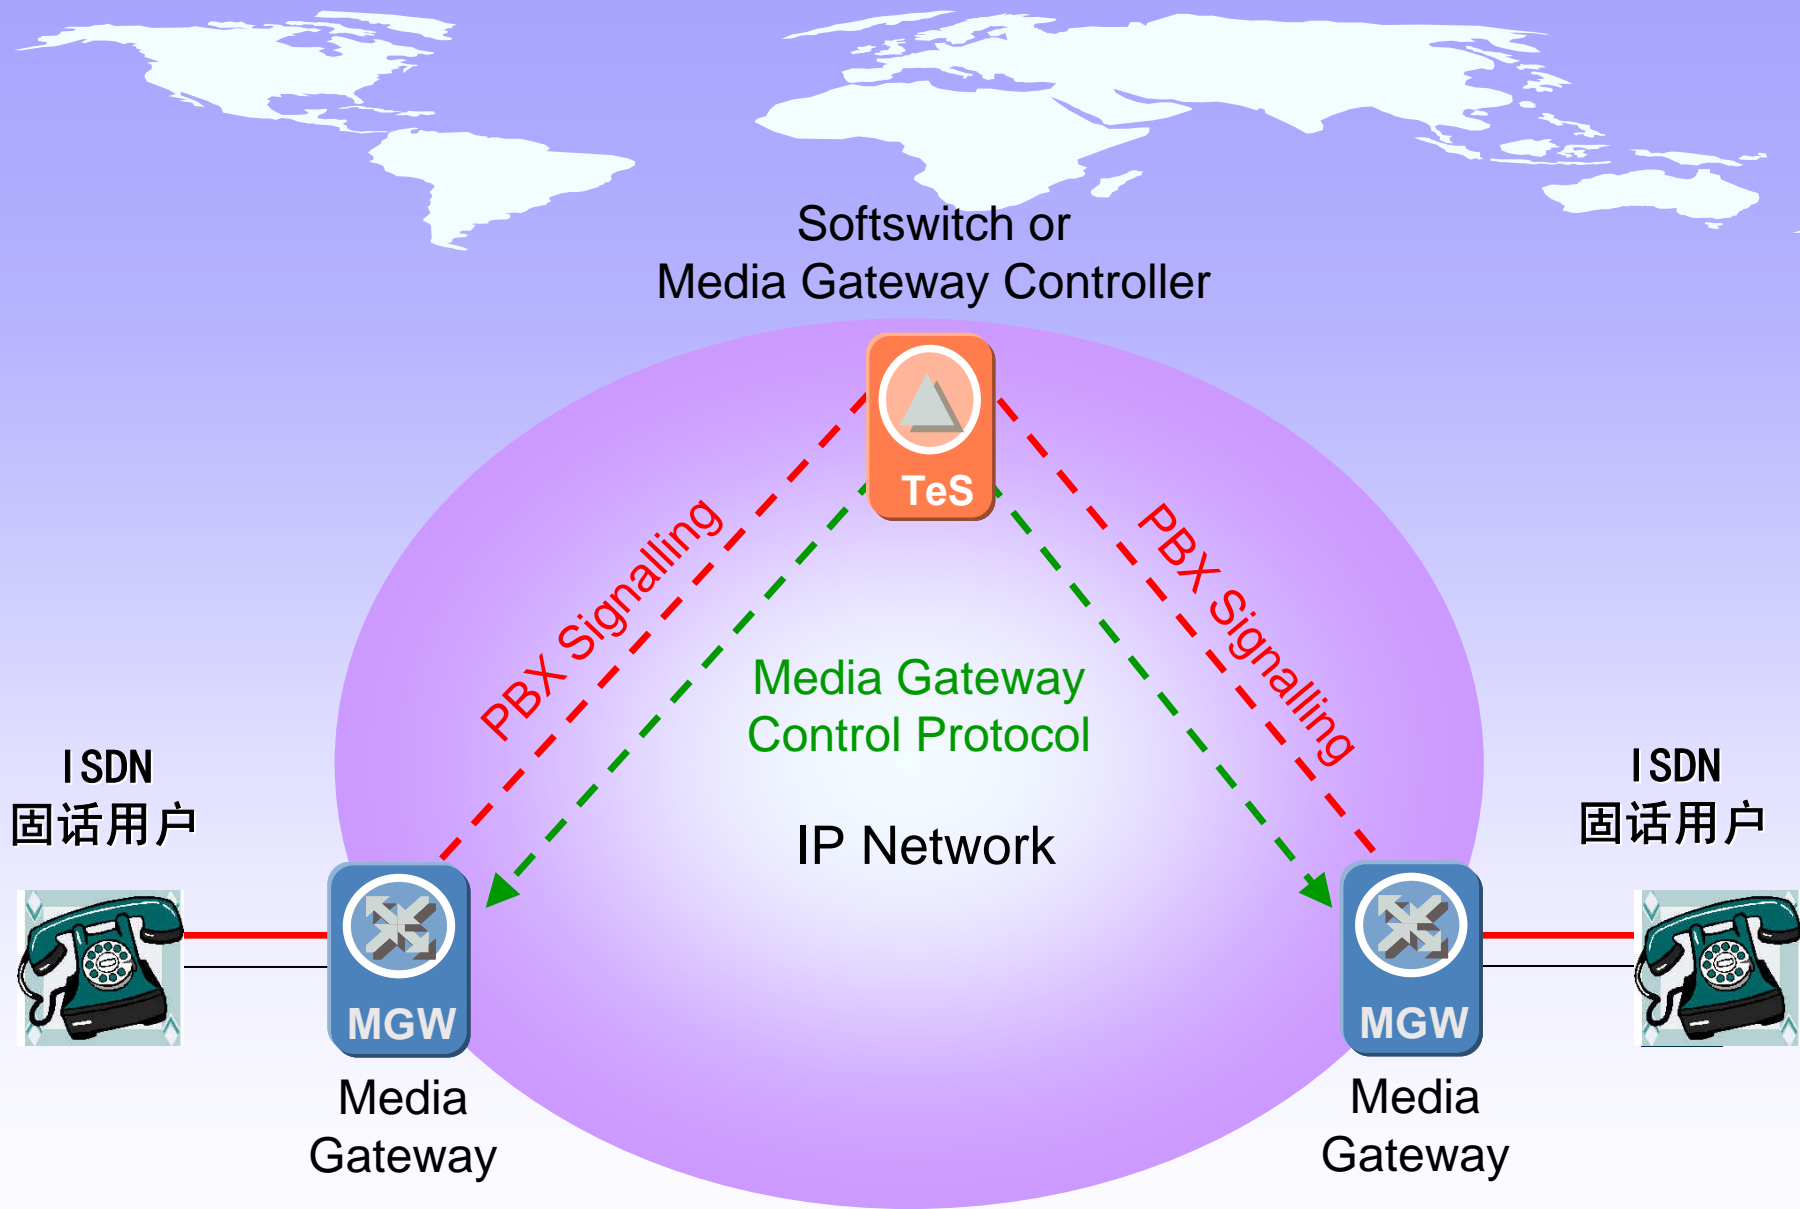 Softswitch or
Media Gateway Controller
TeS
PBX Signalling
PBX Signalling
Media Gateway
Control Protocol
IP Network
ISDN
固话用户
ISDN
固话用户
MGW
MGW
Media
Gateway
Media
Gateway